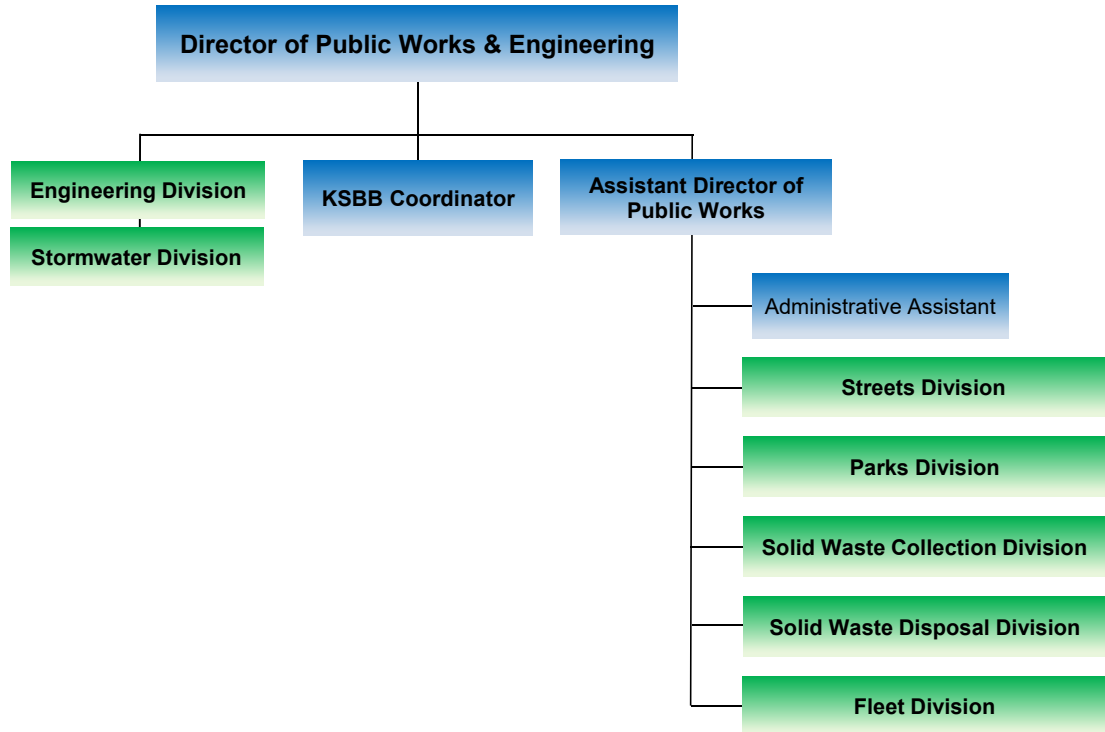 Director of Public Works & Engineering
Engineering Division
Stormwater Division
KSBB Coordinator
Assistant Director of
Public Works
Administrative Assistant
Streets Division
Parks Division
Solid Waste Collection Division
Solid Waste Disposal Division
Fleet Division